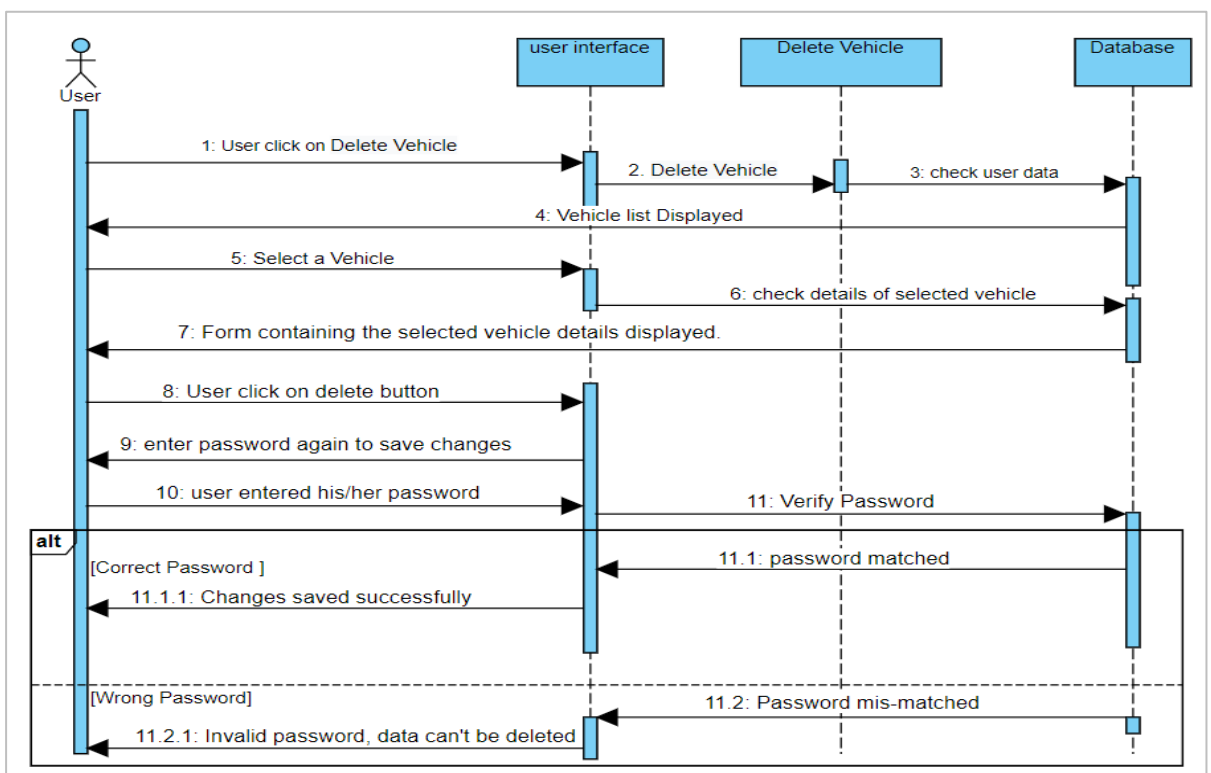 user interface
Delete Vehicle
Database
User
1: User click on Delete Vehicle
2. Delete Vehicle
3: check user data
4: Vehicle list Displayed
5: Select a Vehicle
6: check details of selected vehicle
7: Form containing the selected vehicle details displayed.
8: User click on delete button
9: enter password again to save changes
10: user entered his/her password
11: Verify Password
alt
11.1: password matched
[Correct Password ]
11.1.1: Changes saved successfully
[Wrong Password]
11.2: Password mis-matched
11.2.1: Invalid password, data can't be deleted